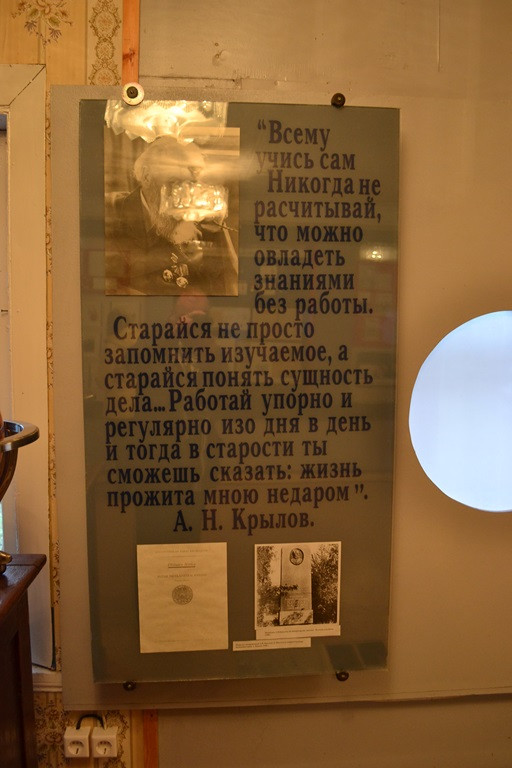 “Всему
учись сам
Никогда не
расчитывай,
что можно
овладеть
знаниями
без работы.
Старайся не просто
запомнить изучаемое, а
старайся понять сущность
дела... Работай упорно и
регулярно изо дня в день
и тогда в старости ты
сможешь сказать: жизнь
прожита мною недаром”.
А. Н. Крылов.